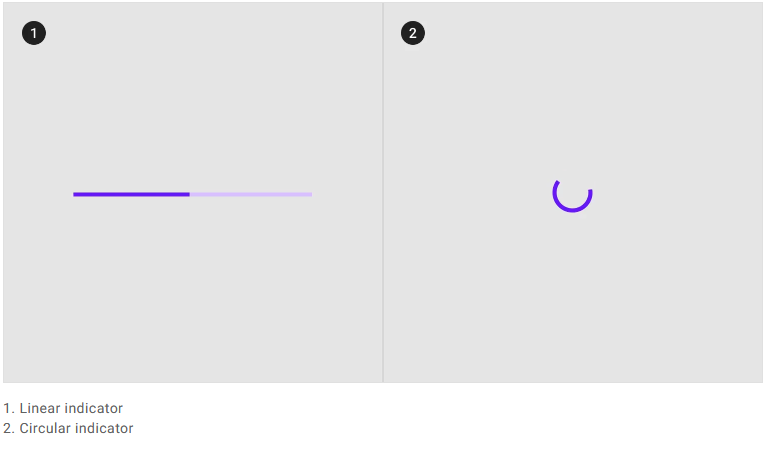 1
2
1. Linear indicator
2. Circular indicator